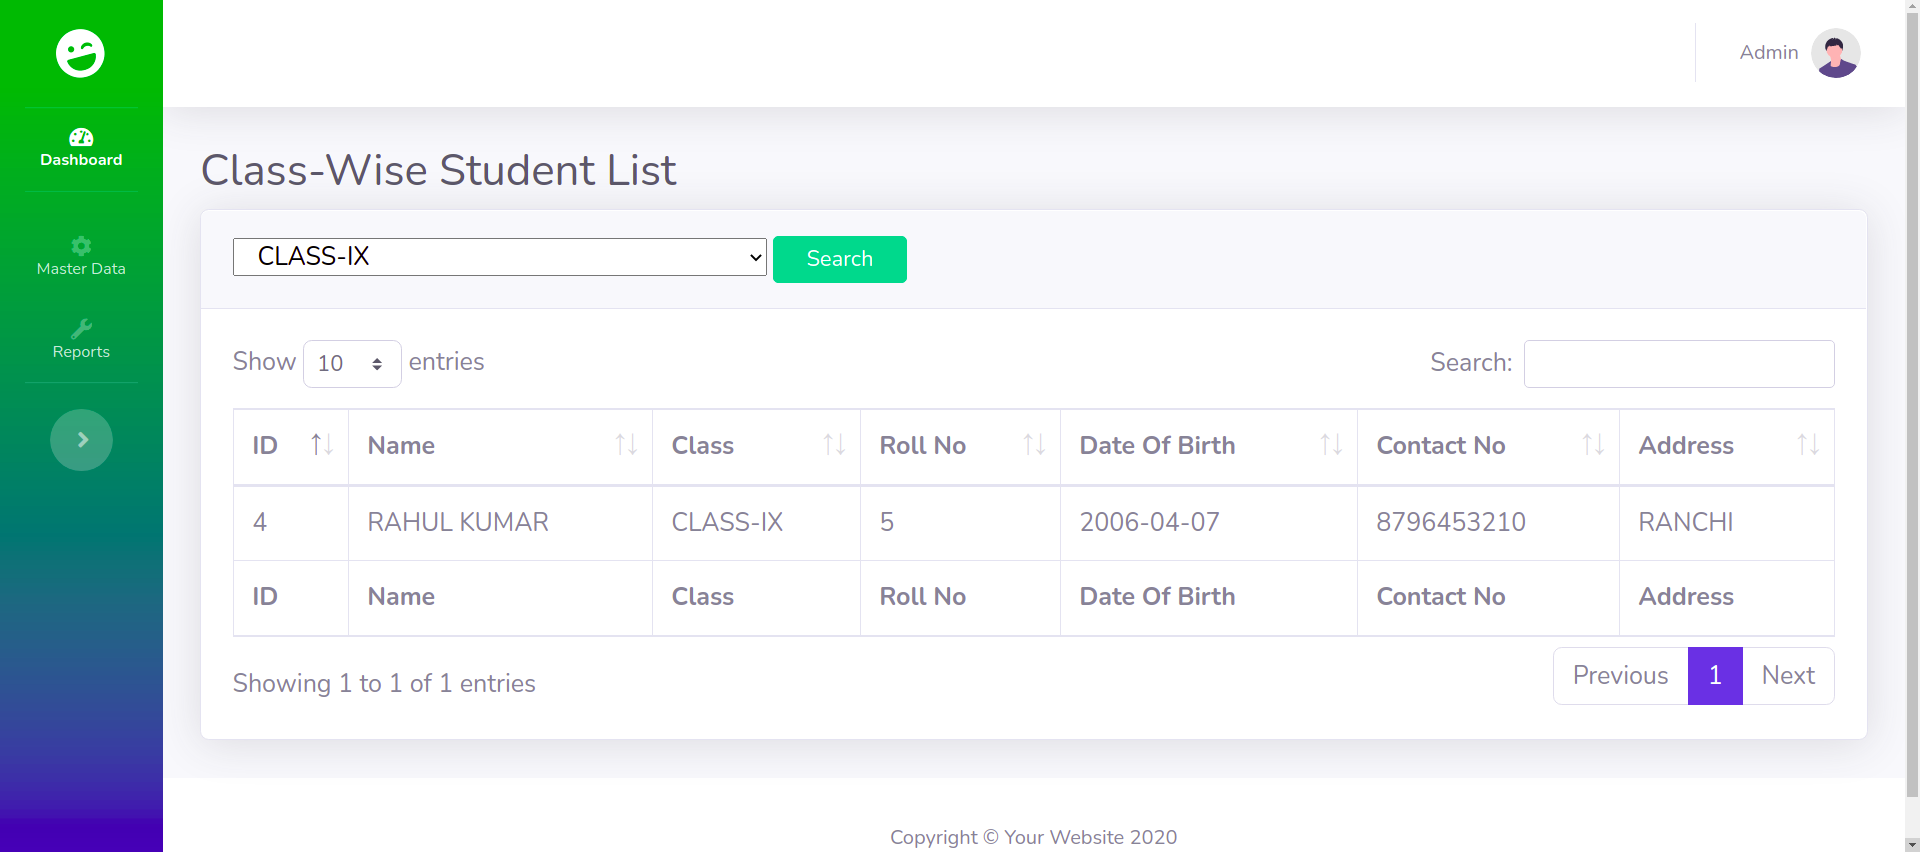 Admin
Dashboard
Master Data
Reports
Class-Wise Student List
CLASS-IX Search
Show 10 entries Search:
ID Name Class Roll No Date Of Birth Contact No Address
4 RAHUL KUMAR CLASS-IX 5 2006-04-07 8796453210 RANCHI
ID Name Class Roll No Date Of Birth Contact No Address
Showing 1 to 1 of 1 entries Previous 1 Next
Copyright © Your Website 2020